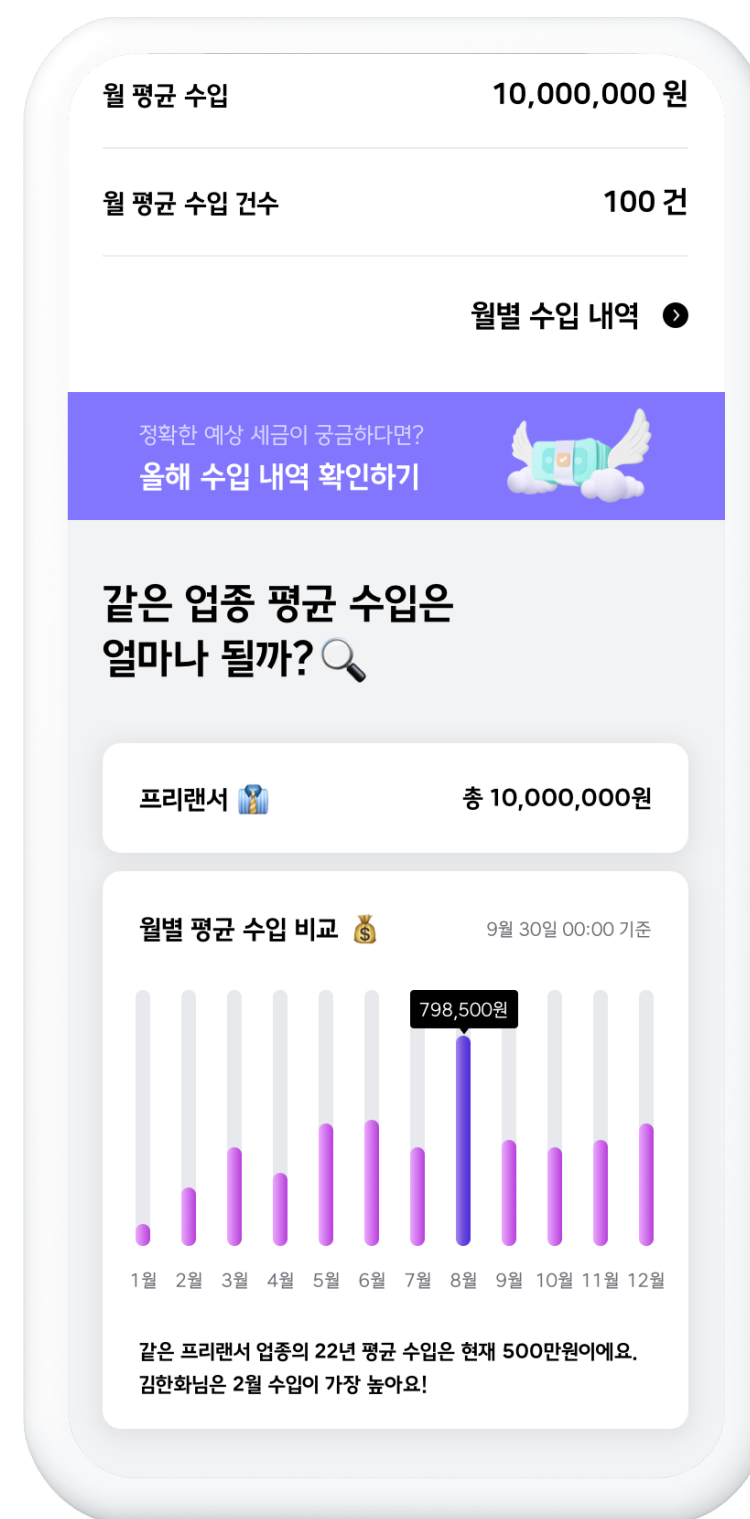 월 평균 수입 10,000,000 원
월 평균 수입 건수 100 건
월별 수입 내역
정확한 예상 세금이 궁금하다면?
올해 수입 내역 확인하기
같은 업종 평균 수입은
얼마나 될까?
프리랜서 총 10,000,000원
월별 평균 수입 비교 9월 30일 00:00 기준
798,500원
1월 2월 3월 4월 5월 6월 7월 8월 9월 10월 11월 12월
같은 프리랜서 업종의 22년 평균 수입은 현재 500만원이에요.
김한화님은 2월 수입이 가장 높아요!